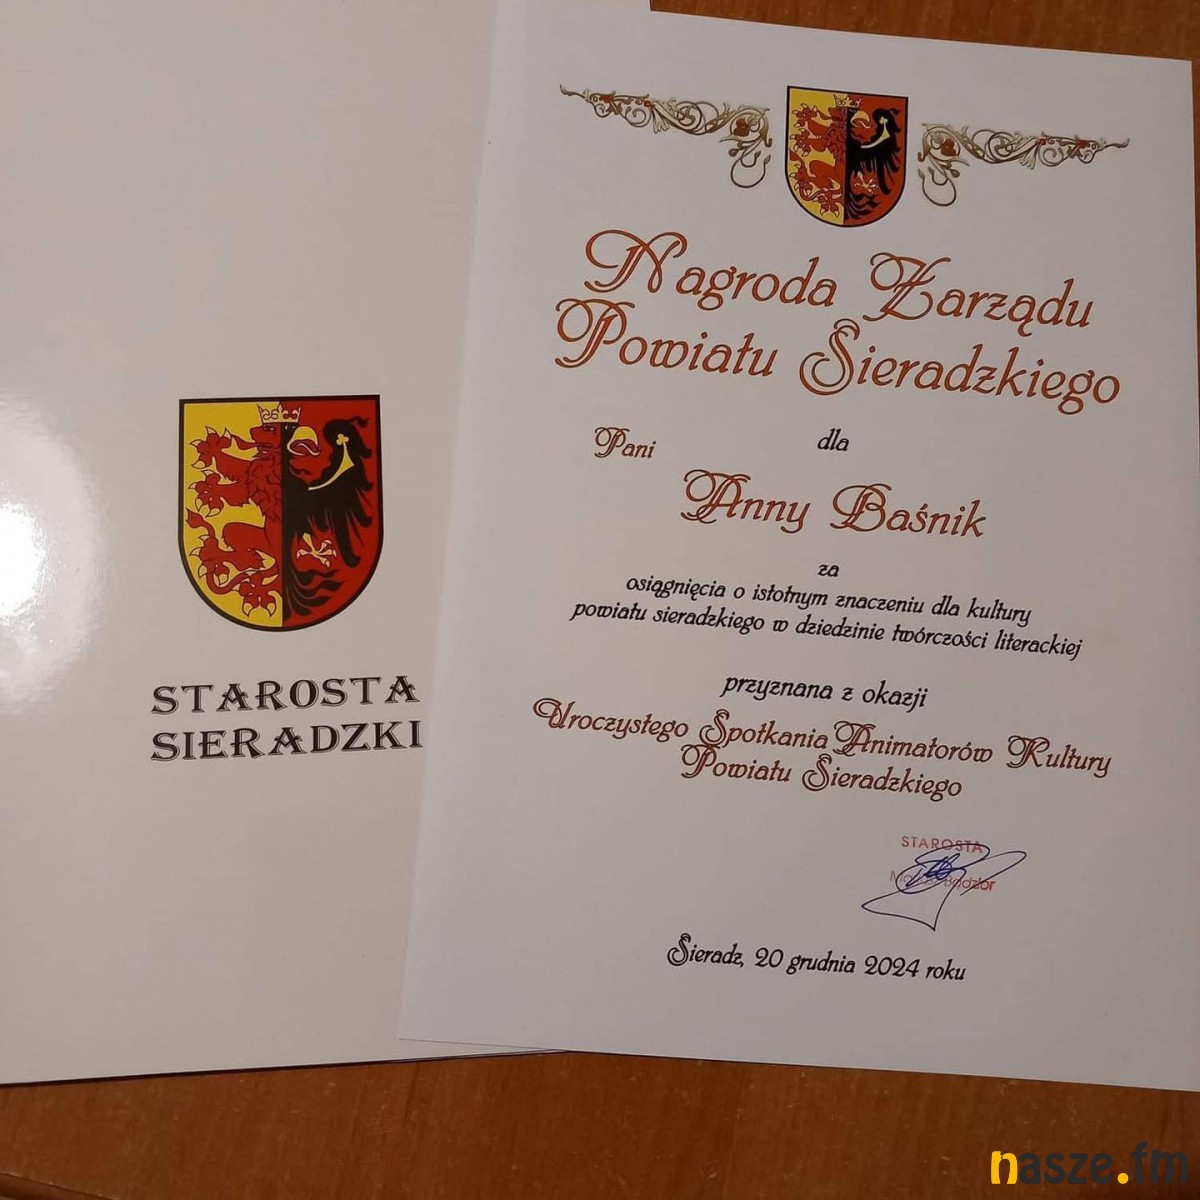 STAROSTA
SIERADZKI
Nagroda Zarządu
Powiatu Sieradzkiego
dla
Pani
Anny Baśnik
za
osiągnięcia o istotnym znaczeniu dla kultury
powiatu sieradzkiego w dziedzinie twórczości literackiej
przyznana z okazji
Uroczystego Spotkania Animatorów Kultury
Powiatu Sieradzkiego
STAROSTA
Sieradz, 20 grudnia 2024 roku
nasze.fm